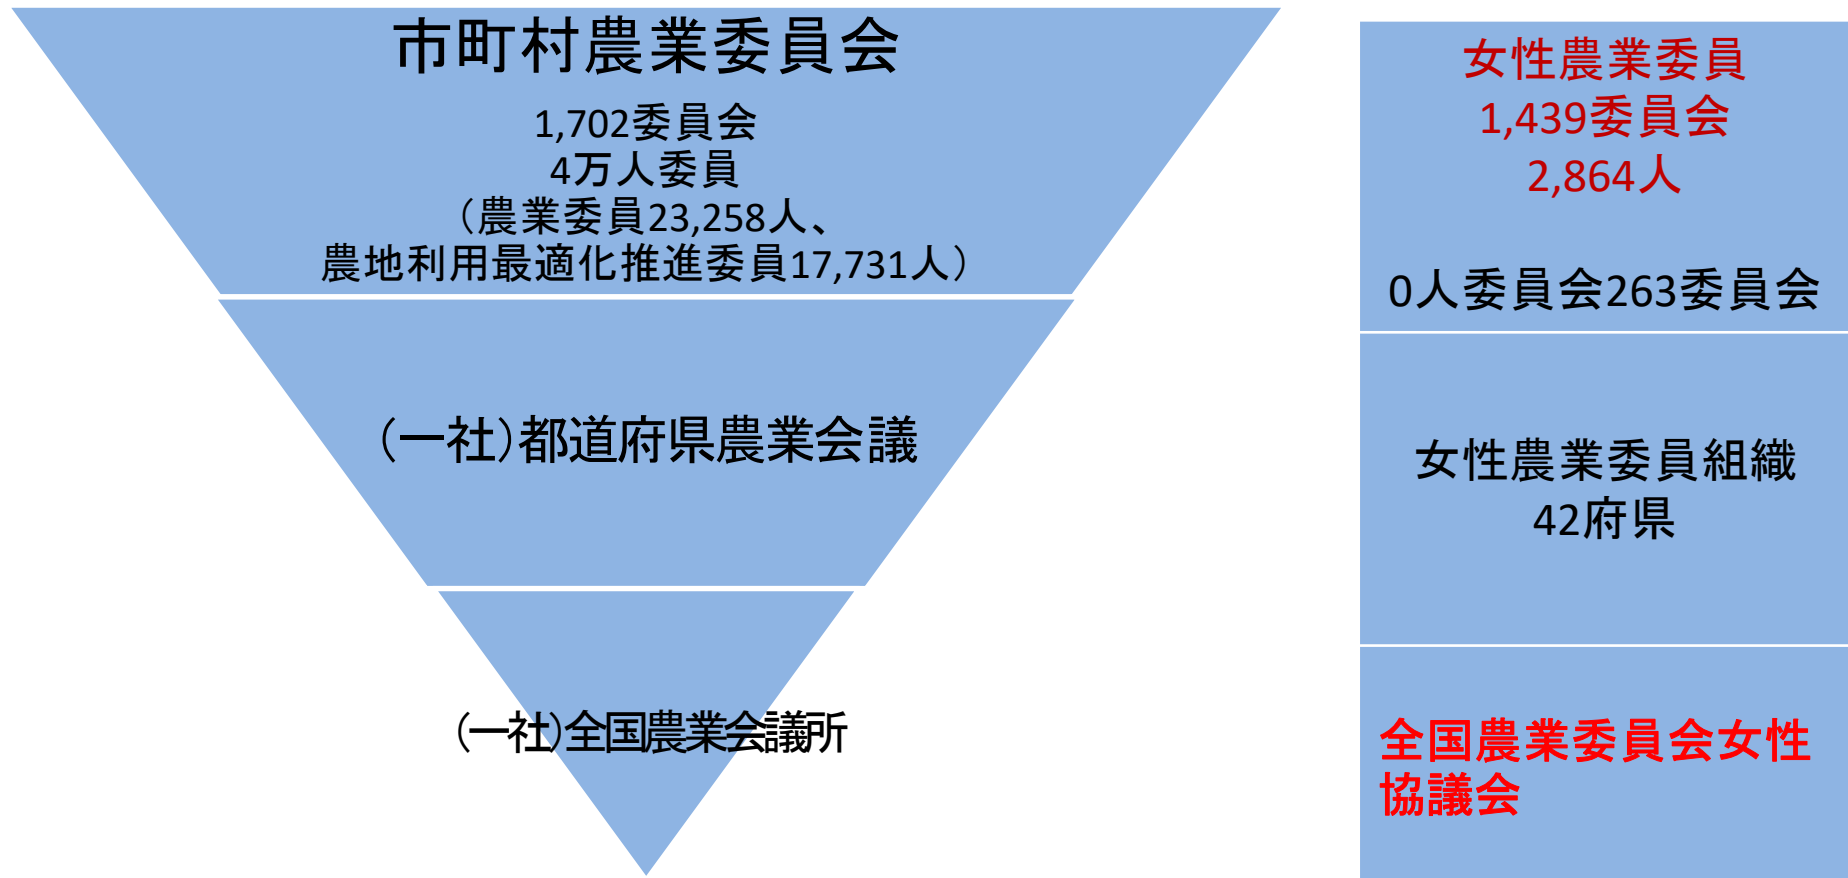 市町村農業委員会
1,702委員会
4万人委員
（農業委員23,258人、
農地利用最適化推進委員17,731人）
（一社）都道府県農業会議
（一社）全国農業会議所
女性農業委員
1,439委員会
2,864人
0人委員会263委員会
女性農業委員組織
42府県
全国農業委員会女性
協議会